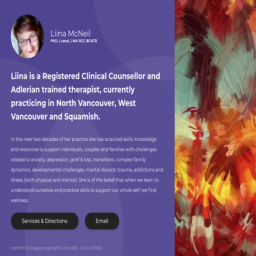 Liina McNeil
PhD. ( cand. ) MA RCC BCATR
Liina is a Registered Clinical Counsellor and
Adlerian trained therapist, currently
practicing in North Vancouver, West
Vancouver and Squamish.
In the near two decades of her practice she has acquired skills, knowledge
and resources to support individuals, couples and families with challenges
related to anxiety, depression, grief & loss, transitions, complex family
dynamics, developmental challenges, marital discord, trauma, addictions and
illness (both physical and mental). She is of the belief that when we learn to
understand ourselves and practice skills to support our whole self, we find
wellness.
Services & Directions
Email
content & images copyright ©
Liina McNeil